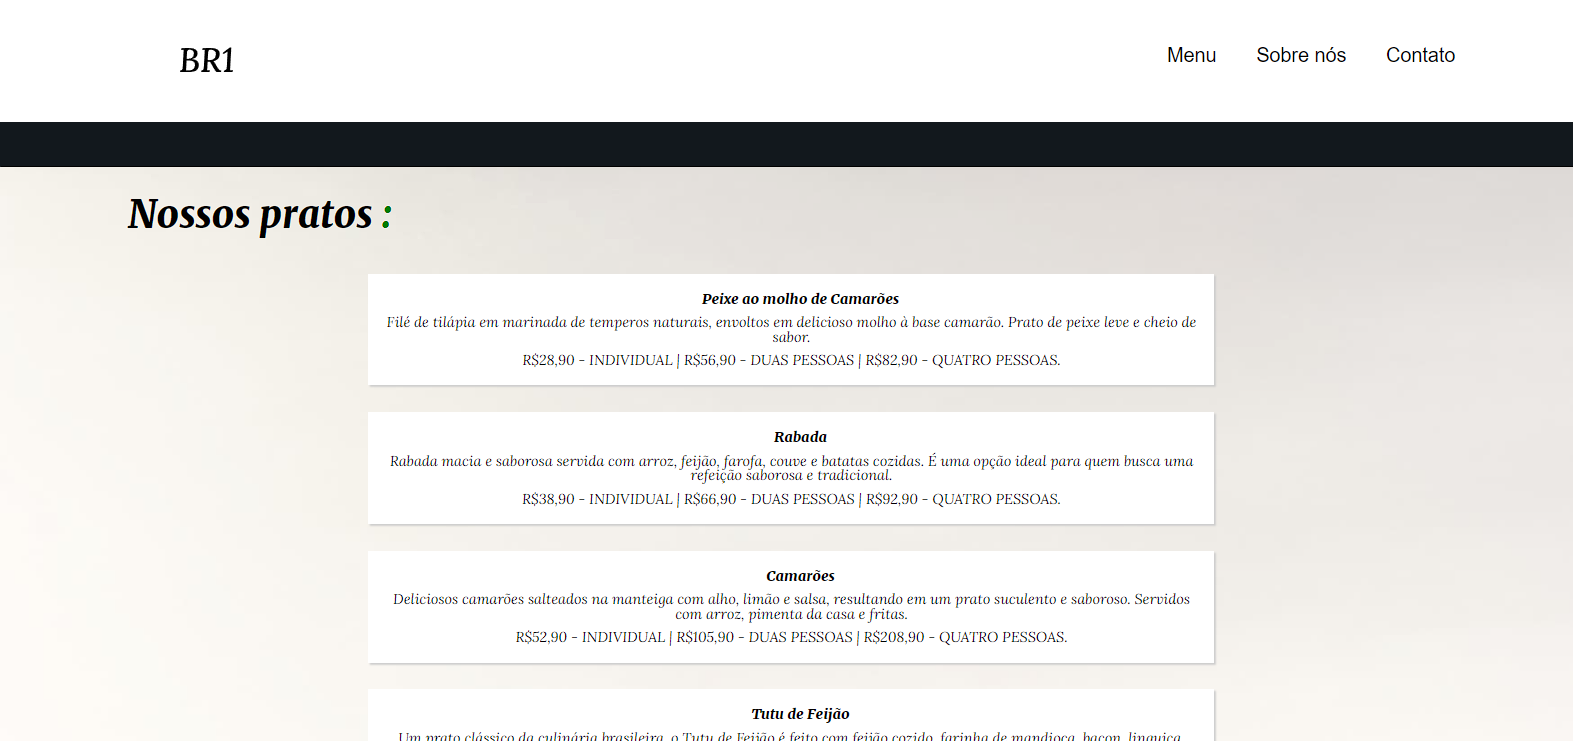 BR1
Menu Sobre nós Contato
Nossos pratos :
Peixe ao molho de Camarões
Filé de tilápia em marinada de temperos naturais, envoltos em delicioso molho à base camarão. Prato de peixe leve e cheio de
sabor.
R$28,90 - INDIVIDUAL | R$56,90 - DUAS PESSOAS | R$82,90 - QUATRO PESSOAS.
Rabada
Rabada macia e saborosa servida com arroz, feijão, farofa, couve e batatas cozidas. É uma opção ideal para quem busca uma
refeição saborosa e tradicional.
R$38,90 - INDIVIDUAL | R$66,90 - DUAS PESSOAS | R$92,90 - QUATRO PESSOAS.
Camarões
Deliciosos camarões salteados na manteiga com alho, limão e salsa, resultando em um prato suculento e saboroso. Servidos
com arroz, pimenta da casa e fritas.
R$52,90 - INDIVIDUAL | R$105,90 - DUAS PESSOAS | R$208,90 - QUATRO PESSOAS.
Tutu de Feijão
Um prato clássico da culinária brasileira, o Tutu de Feijão é feito com feijão cozido, farinha de mandioca, bacon, linguiça,